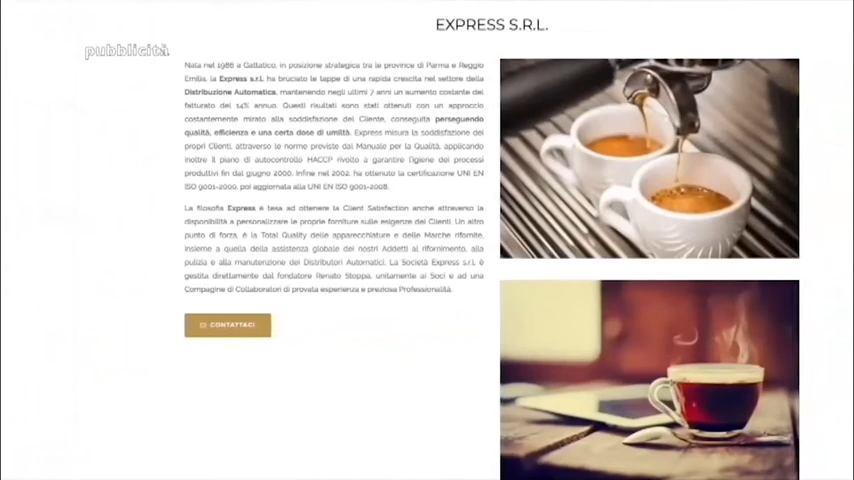 EXPRESS S.R.L.
pubblicità
Nata nel 1986 a Gattatico, in posizione strategica tra le province di Parma e Reggio
Emilia, la Express s.r.l. ha bruciato le tappe di una rapida crescita nel settore della
Distribuzione Automatica, mantenendo negli ultimi 7 anni un aumento costante del
fatturato del 14% annuo. Questi risultati sono stati ottenuti con un approccio
costantemente mirato alla soddisfazione del Cliente, conseguita perseguendo
qualità, efficienza e una certa dose di umiltà. Express misura la soddisfazione dei
propri Clienti, attraverso le norme previste dal Manuale per la Qualità, applicando
inoltre il piano di autocontrollo HACCP rivolto a garantire l'igiene dei processi
produttivi fin dal giugno 2000. Infine nel 2002, ha ottenuto la certificazione UNI EN
ISO 9001-2000, poi aggiornata alla UNI EN ISO 9001-2008.
La filosofia Express è tesa ad ottenere la Client Satisfaction anche attraverso la
disponibilità a personalizzare le proprie forniture sulle esigenze dei Clienti. Un altro
punto di forza, è la Total Quality delle apparecchiature e delle Marche rifornite,
insieme a quella della assistenza globale dei nostri Addetti al rifornimento, alla
pulizia e alla manutenzione dei Distributori Automatici. La Società Express s.r.l. è
gestita direttamente dal fondatore Renato Stoppa, unitamente ai Soci e ad una
Compagine di Collaboratori di provata esperienza e preziosa Professionalità.
CONTATTACI